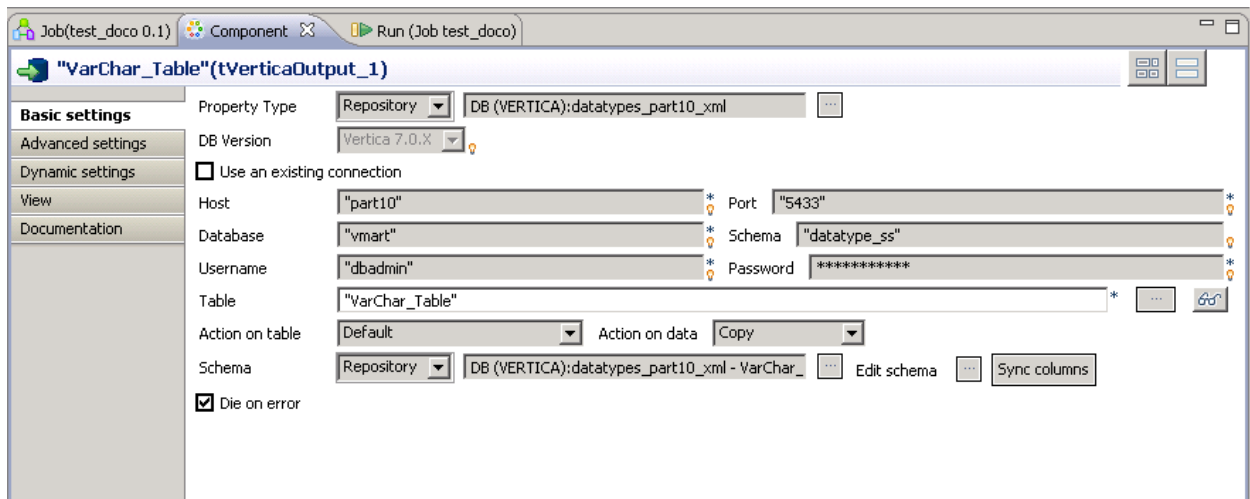 Job(test_doco 0.1) Component Run (Job test_doco)
"VarChar_Table"(tVerticaOutput_1)
Basic settings
Advanced settings
Dynamic settings
View
Documentation
Property Type Repository DB (VERTICA):datatypes_part10_xml ...
DB Version Vertica 7.0.X
Use an existing connection
Host "part10" * Port "5433" *
Database "vmart" * Schema "datatype_ss"
Username "dbadmin" * Password *********** *
Table "VarChar_Table" * ...
Action on table Default Action on data Copy
Schema Repository DB (VERTICA):datatypes_part10_xml - VarChar_ ... Edit schema ... Sync columns
Die on error